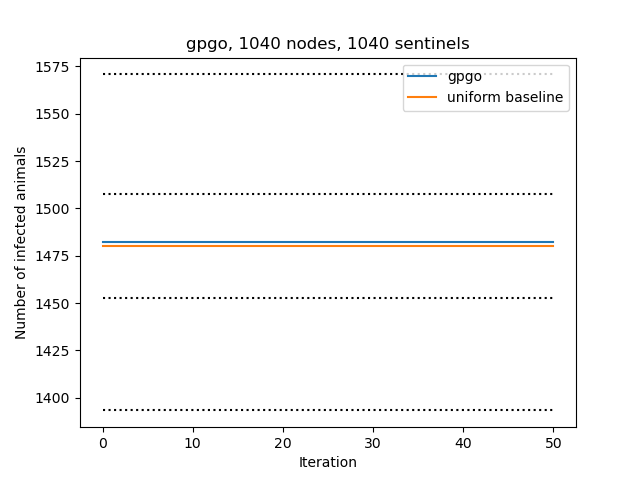 gpgo, 1040 nodes, 1040 sentinels
gpgo
uniform baseline
Number of infected animals
1575
1550
1525
1500
1475
1450
1425
1400
0 10 20 30 40 50
Iteration